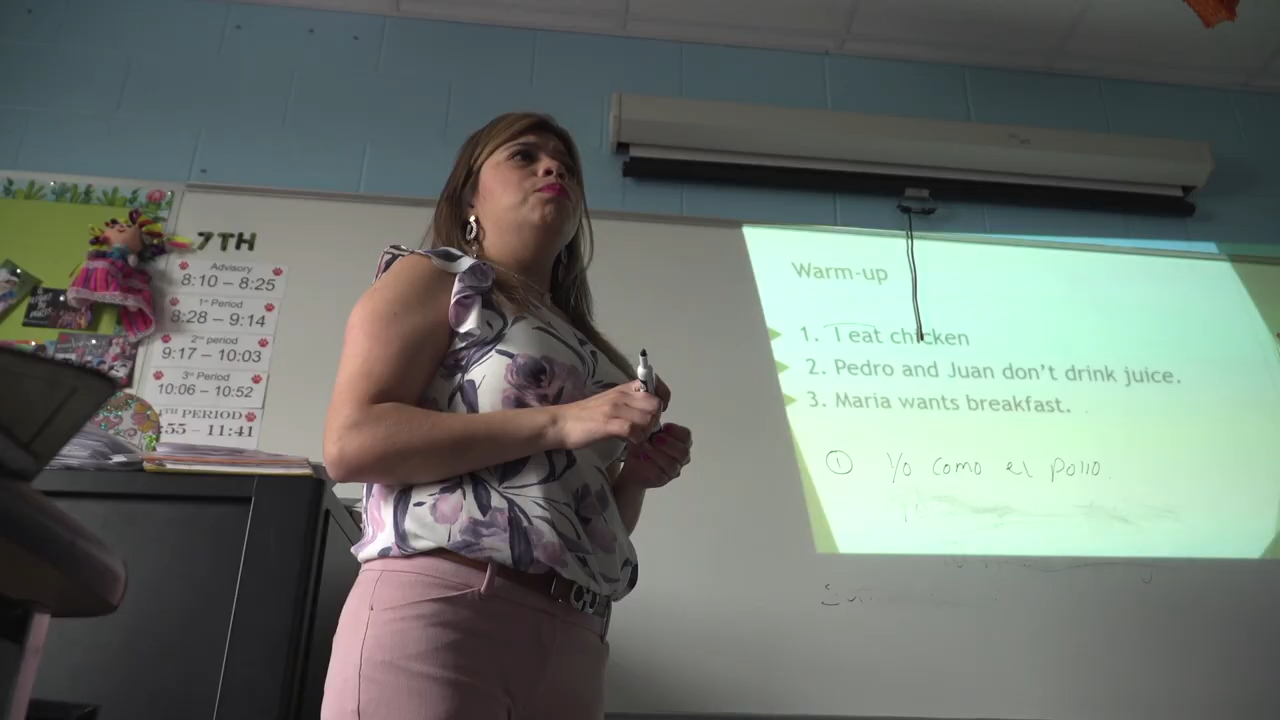 7TH
Advisory
8:10 – 8:25
1st Period
8:28 – 9:14
2nd period
9:17 – 10:03
3rd Period
10:06 – 10:52
TH PERIOD
:55 – 11:41
Warm-up
1. I eat chicken
2. Pedro and Juan don't drink juice.
3. Maria wants breakfast.
① Yo como el pollo.